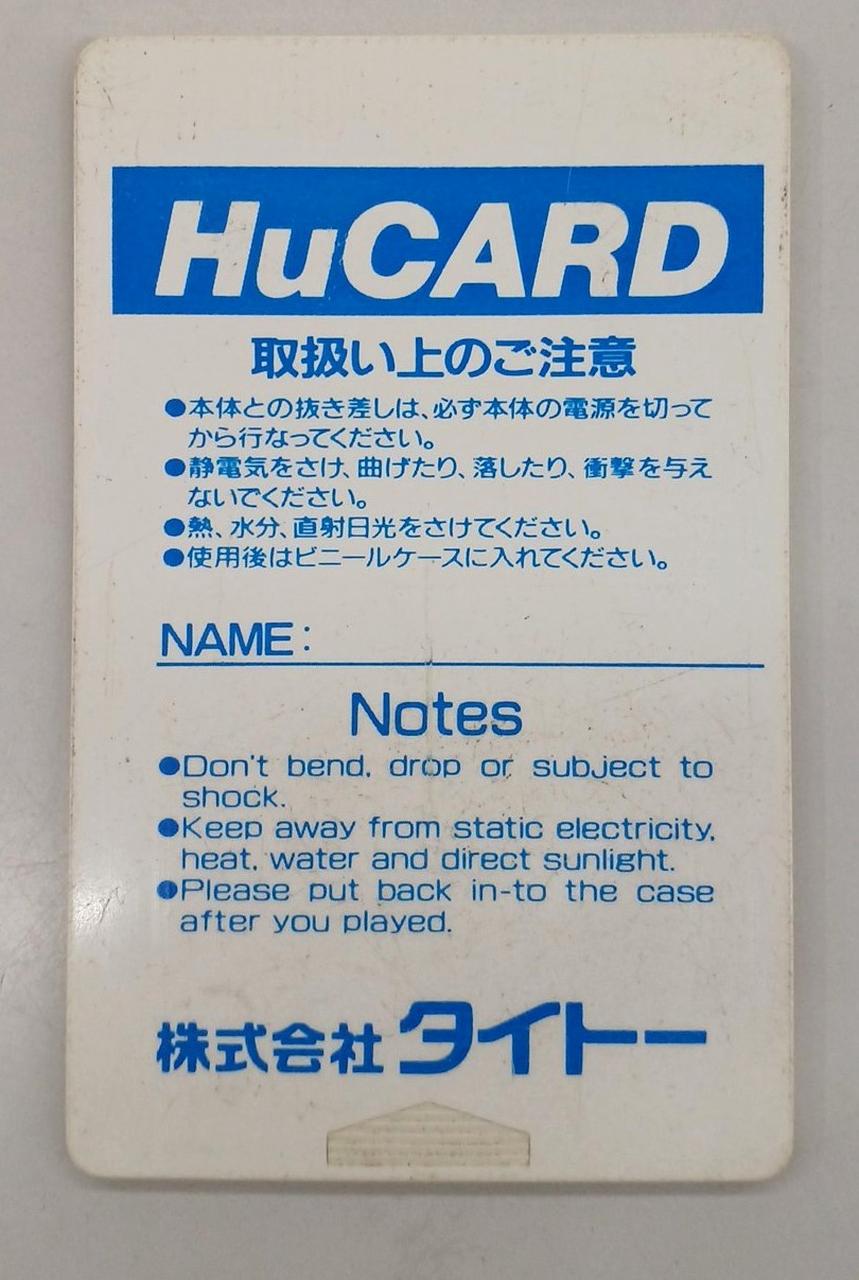 HuCARD
取扱い上のご注意
●本体との抜き差しは、必ず本体の電源を切って
から行なってください。
●静電気をさけ、曲げたり、落したり、衝撃を与え
ないでください。
●熱、水分、直射日光をさけてください。
●使用後はビニールケースに入れてください。
NAME:
Notes
●Don't bend, drop or subject to
shock.
●Keep away from static electricity,
heat, water and direct sunlight.
●Please put back in-to the case
after you played.
株式会社タイトー